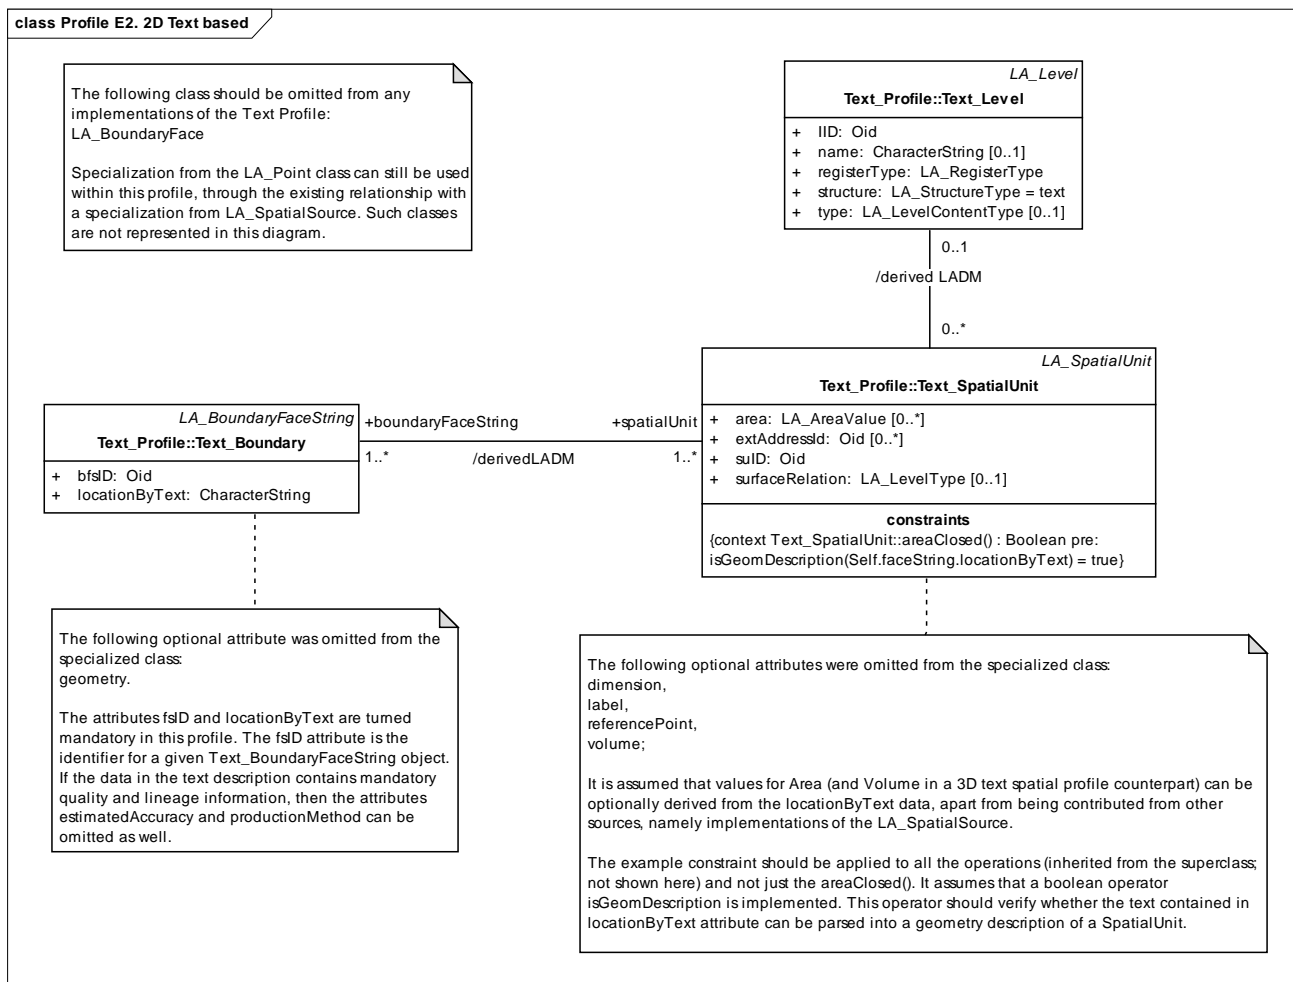 class Profile E2. 2D Text based
The following class should be omitted from any
implementations of the Text Profile:
LA_BoundaryFace
Specialization from the LA_Point class can still be used
within this profile, through the existing relationship with
a specialization from LA_SpatialSource. Such classes
are not represented in this diagram.
LA_Level
Text_Profile::Text_Level
+ lID: Oid
+ name: CharacterString [0..1]
+ registerType: LA_RegisterType
+ structure: LA_StructureType = text
+ type: LA_LevelContentType [0..1]
0..1
/derived LADM
0..*
LA_SpatialUnit
Text_Profile::Text_SpatialUnit
+ area: LA_AreaValue [0..*]
+ extAddressId: Oid [0..*]
+ suID: Oid
+ surfaceRelation: LA_LevelType [0..1]
constraints
{context Text_SpatialUnit::areaClosed() : Boolean pre:
isGeomDescription(Self.faceString.locationByText) = true}
LA_BoundaryFaceString
Text_Profile::Text_Boundary
+ bfsID: Oid
+ locationByText: CharacterString
+boundaryFaceString
+spatialUnit
1..*
/derivedLADM
1..*
The following optional attribute was omitted from the
specialized class:
geometry.
The attributes fsID and locationByText are turned
mandatory in this profile. The fsID attribute is the
identifier for a given Text_BoundaryFaceString object.
If the data in the text description contains mandatory
quality and lineage information, then the attributes
estimatedAccuracy and productionMethod can be
omitted as well.
The following optional attributes were omitted from the specialized class:
dimension,
label,
referencePoint,
volume;
It is assumed that values for Area (and Volume in a 3D text spatial profile counterpart) can be
optionally derived from the locationByText data, apart from being contributed from other
sources, namely implementations of the LA_SpatialSource.
The example constraint should be applied to all the operations (inherited from the superclass;
not shown here) and not just the areaClosed(). It assumes that a boolean operator
isGeomDescription is implemented. This operator should verify whether the text contained in
locationByText attribute can be parsed into a geometry description of a SpatialUnit.